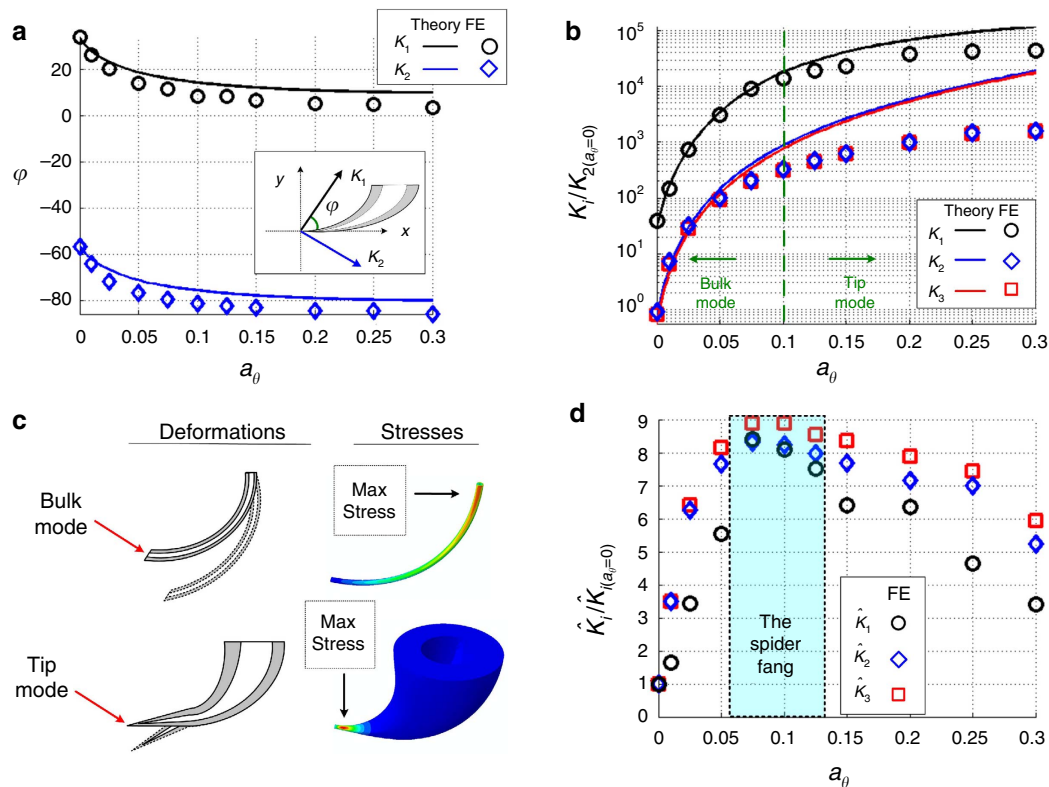 a
Theory FE
K1
K2
20
0
−20
−40
−60
−80
φ
y
K1
φ
x
K2
0
0.05
0.1
0.15
0.2
0.25
0.3
aθ
b
10^5
10^4
10^3
10^2
10^1
10^0
Ki/K2(aθ=0)
Theory FE
K1
K2
K3
Bulk
mode
Tip
mode
0
0.05
0.1
0.15
0.2
0.25
0.3
aθ
c
Deformations
Stresses
Bulk
mode
Max
Stress
Tip
mode
Max
Stress
d
9
8
7
6
5
4
3
2
1
0
K̂i/K̂i(aθ=0)
The
spider
fang
FE
K̂1
K̂2
K̂3
0
0.05
0.1
0.15
0.2
0.25
0.3
aθ